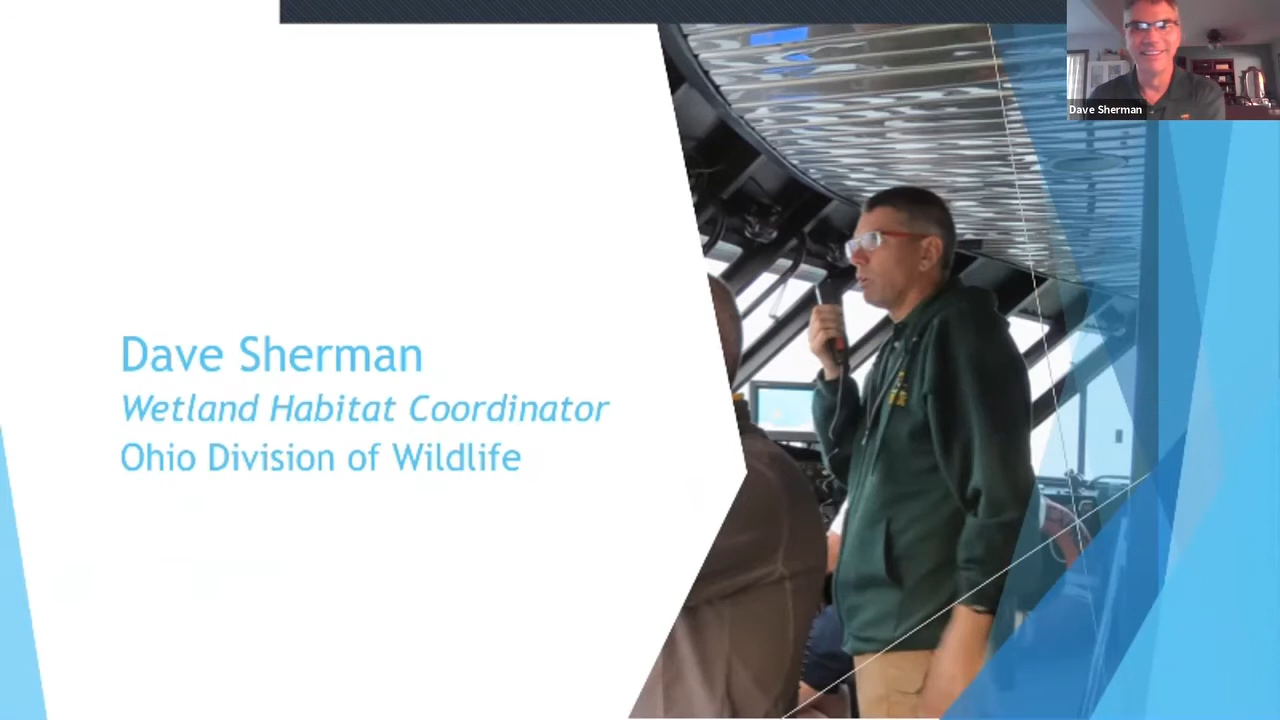 Dave Sherman
Dave Sherman
Wetland Habitat Coordinator
Ohio Division of Wildlife